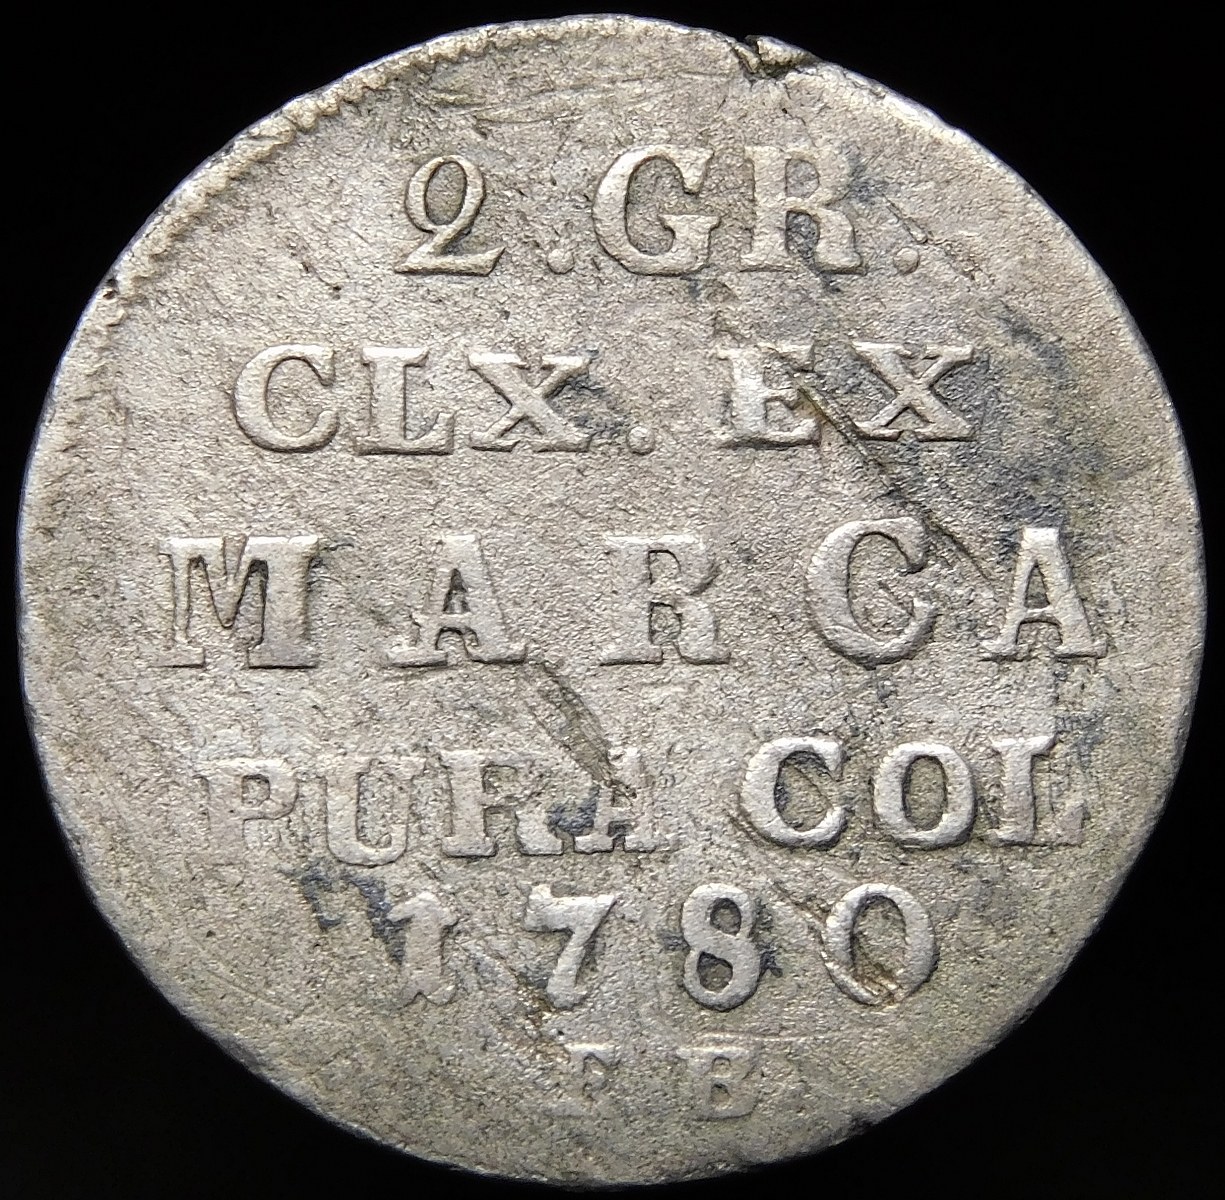 2.GR.
CLX. EX
MARCA
PURA COL
1780
EB